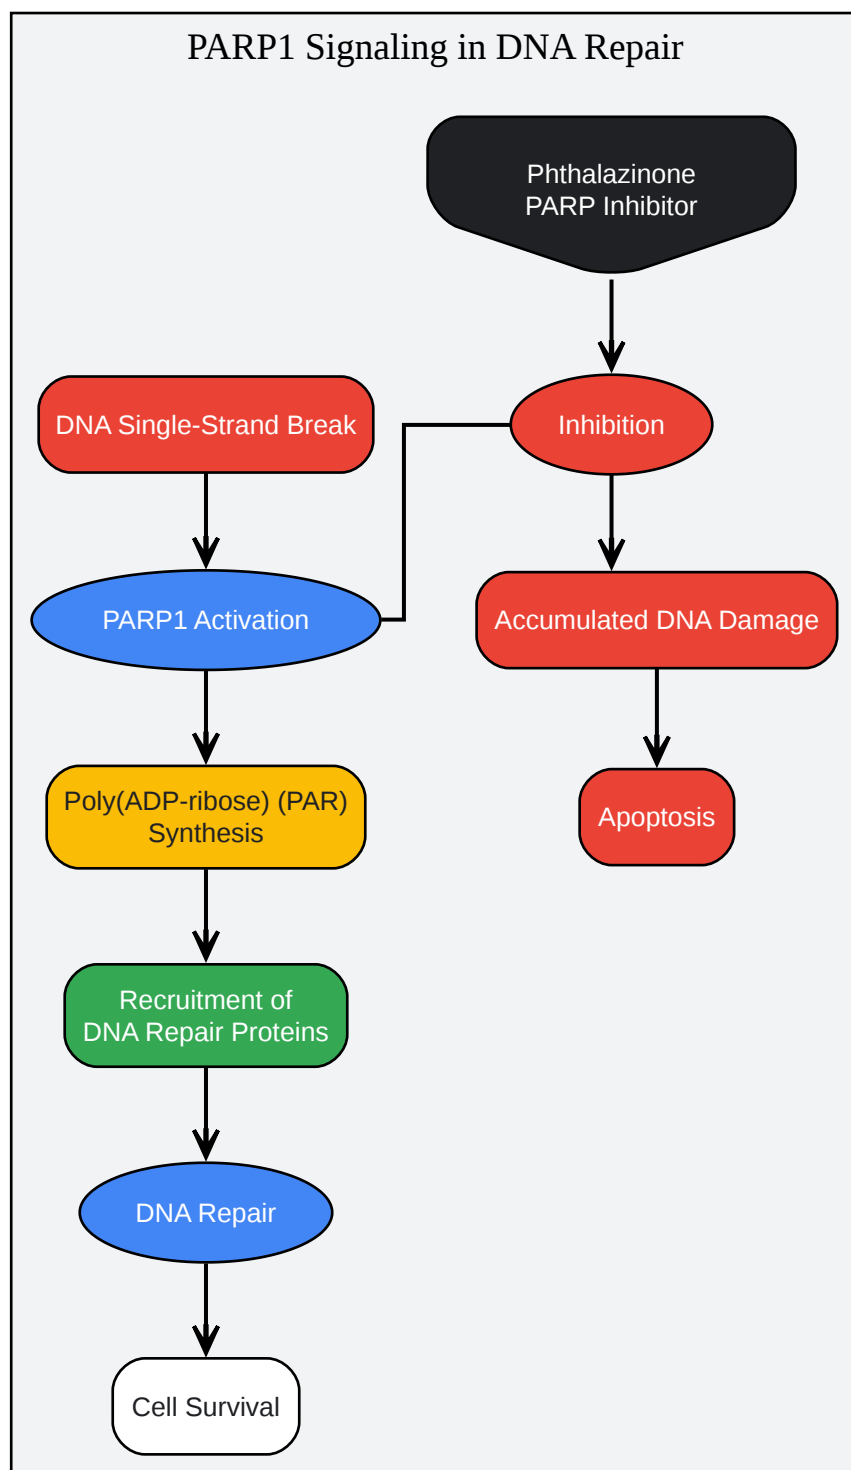 PARP1 Signaling in DNA Repair
Phthalazinone
PARP Inhibitor
DNA Single-Strand Break
Inhibition
PARP1 Activation
Accumulated DNA Damage
Poly(ADP-ribose) (PAR)
Synthesis
Apoptosis
Recruitment of
DNA Repair Proteins
DNA Repair
Cell Survival